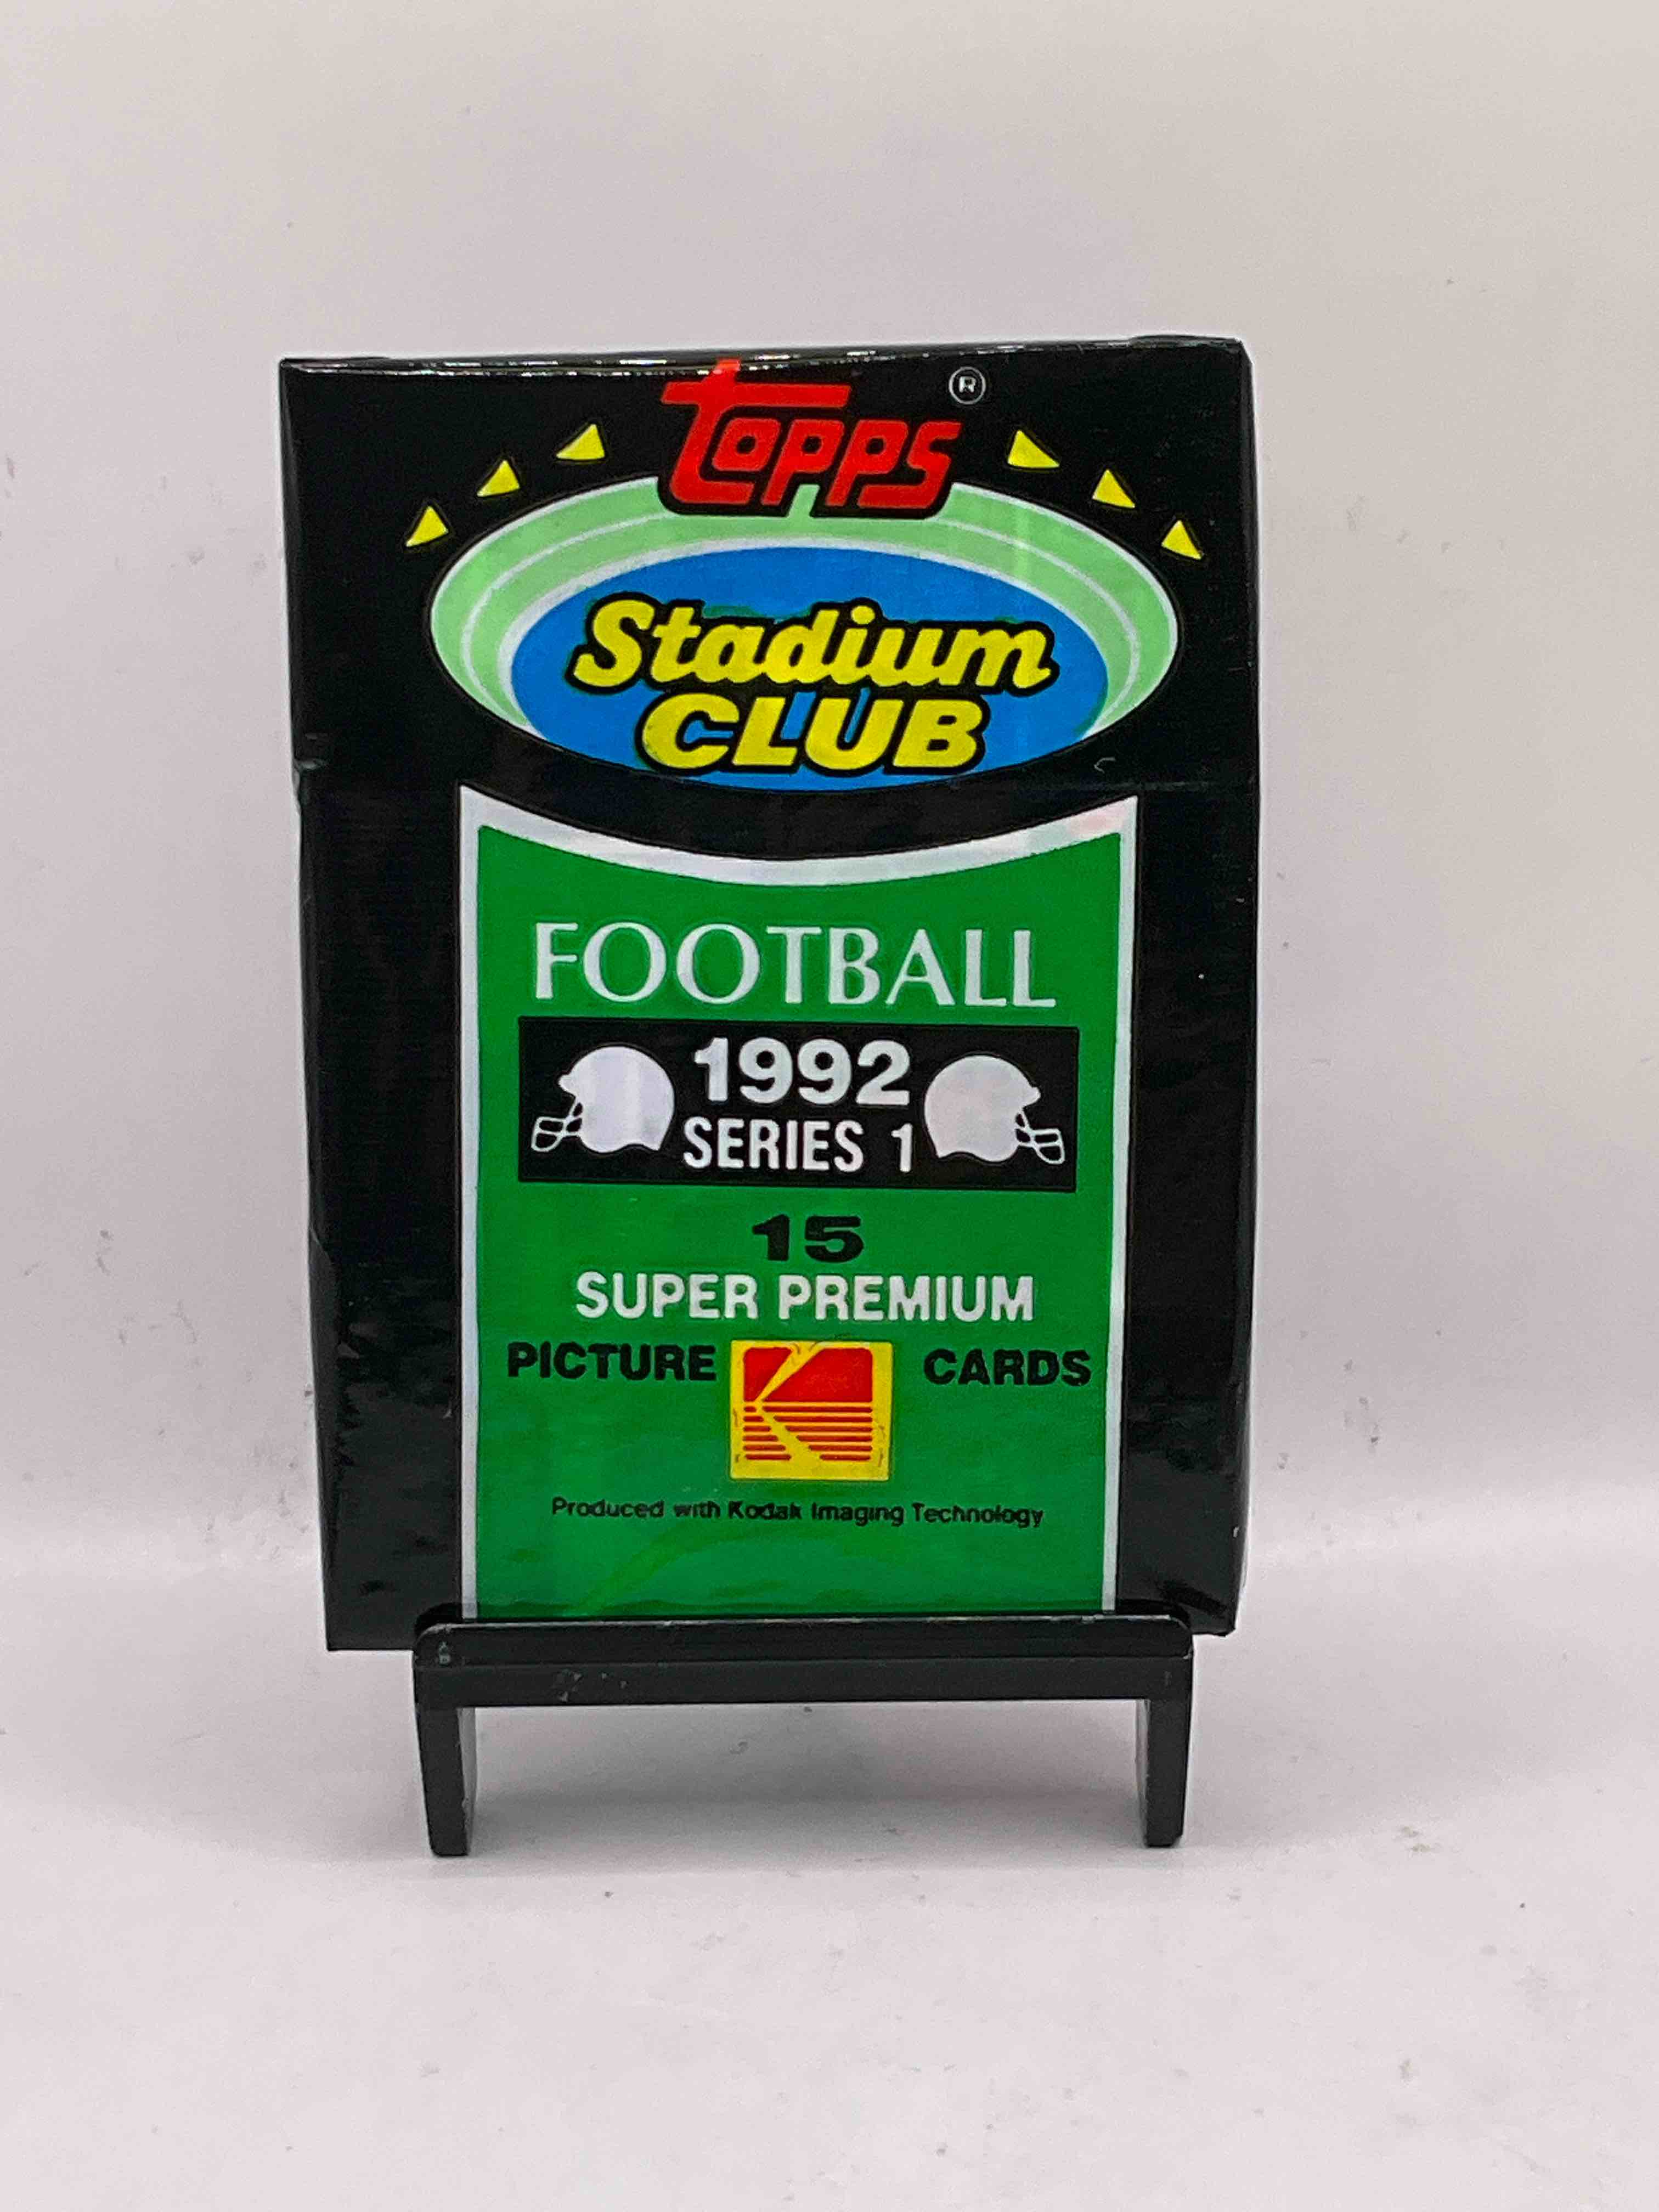 Topps ®
Stadium
CLUB
FOOTBALL
1992
SERIES 1
15
SUPER PREMIUM
PICTURE CARDS
Produced with Kodak Imaging Technology